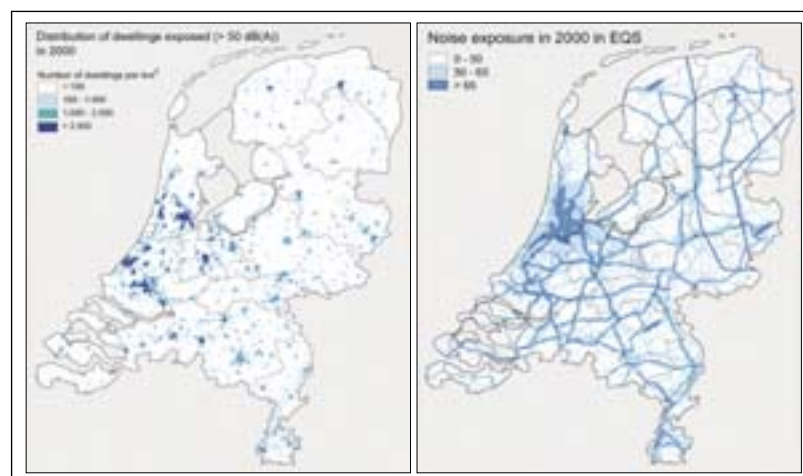 Distribution of dwellings exposed (> 50 dB(A))
in 2000
Number of dwellings per km²
< 100
100 - 1.000
1.000 - 2.000
> 2.000
Noise exposure in 2000 in EQS
0 - 50
50 - 65
> 65